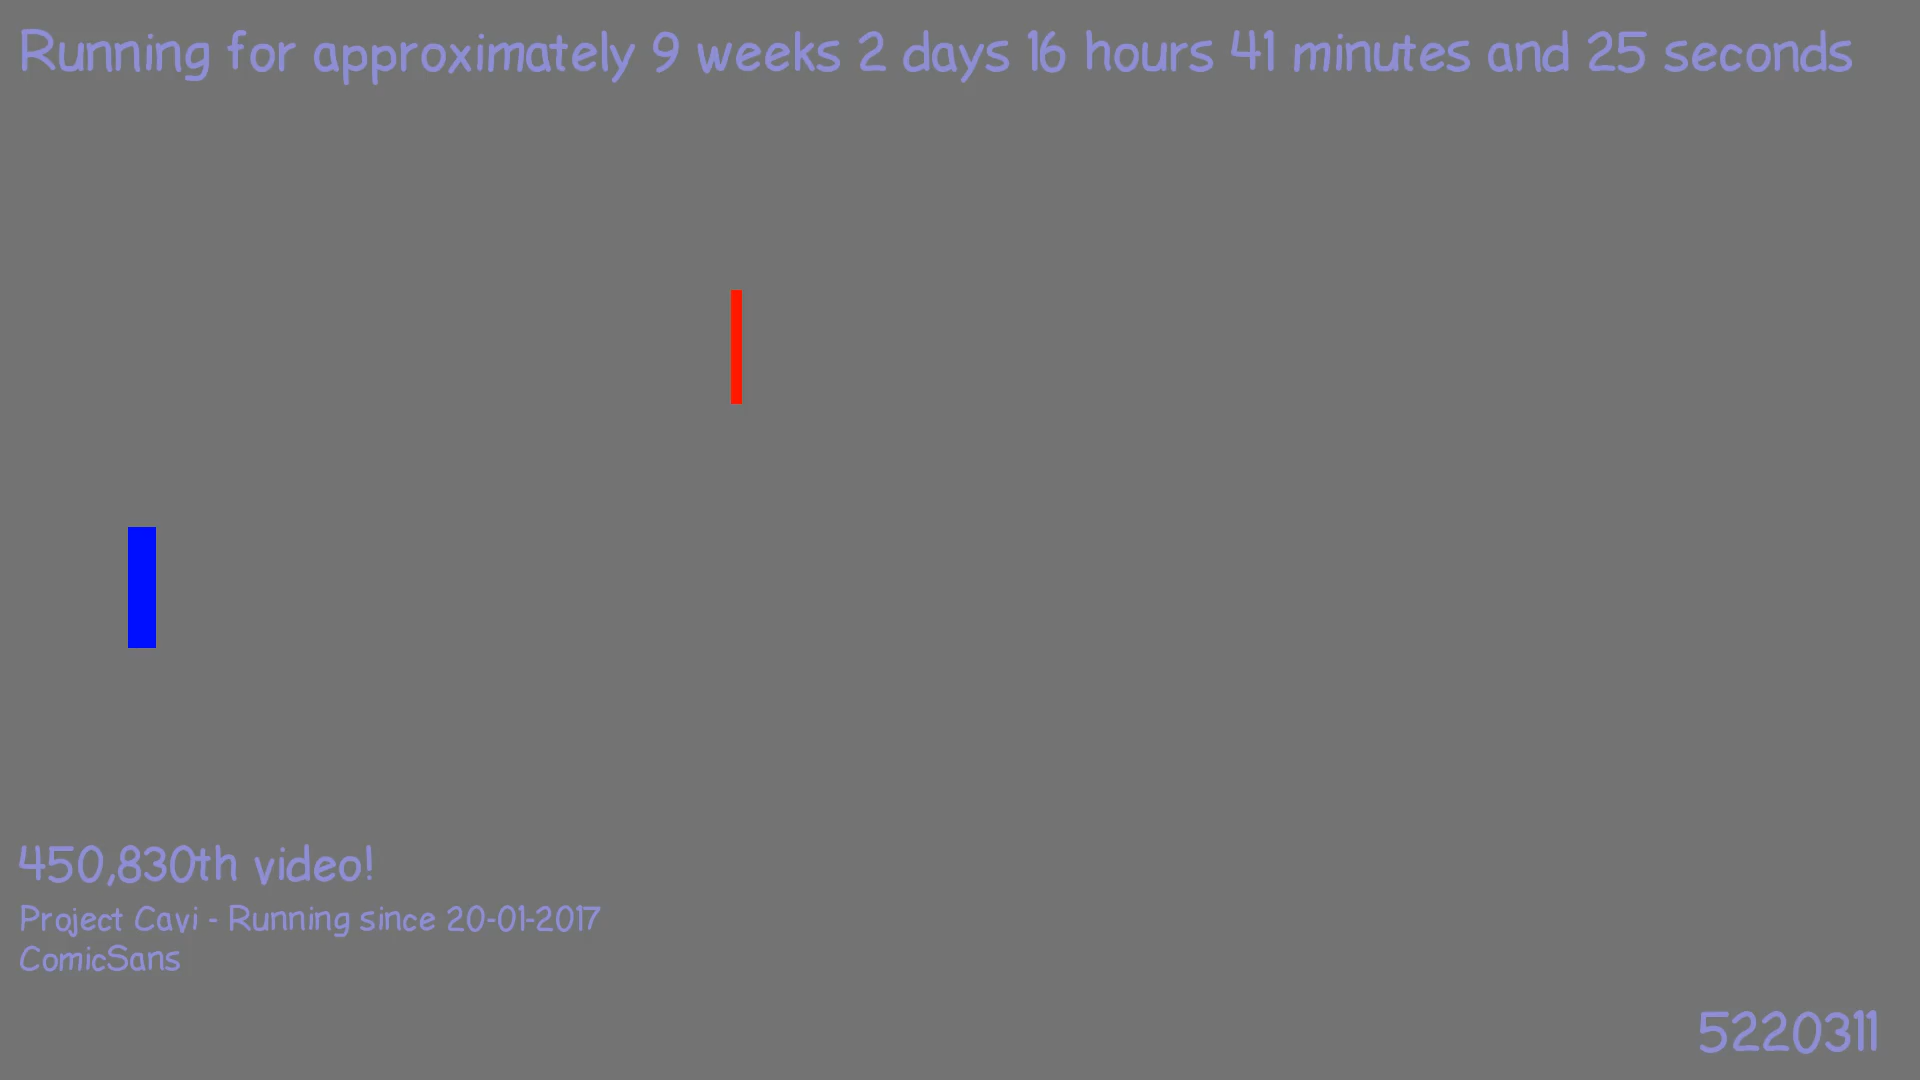 Running for approximately 9 weeks 2 days 16 hours 41 minutes and 25 seconds
450,830th video!
Project Cavi - Running since 20-01-2017
ComicSans
5220311